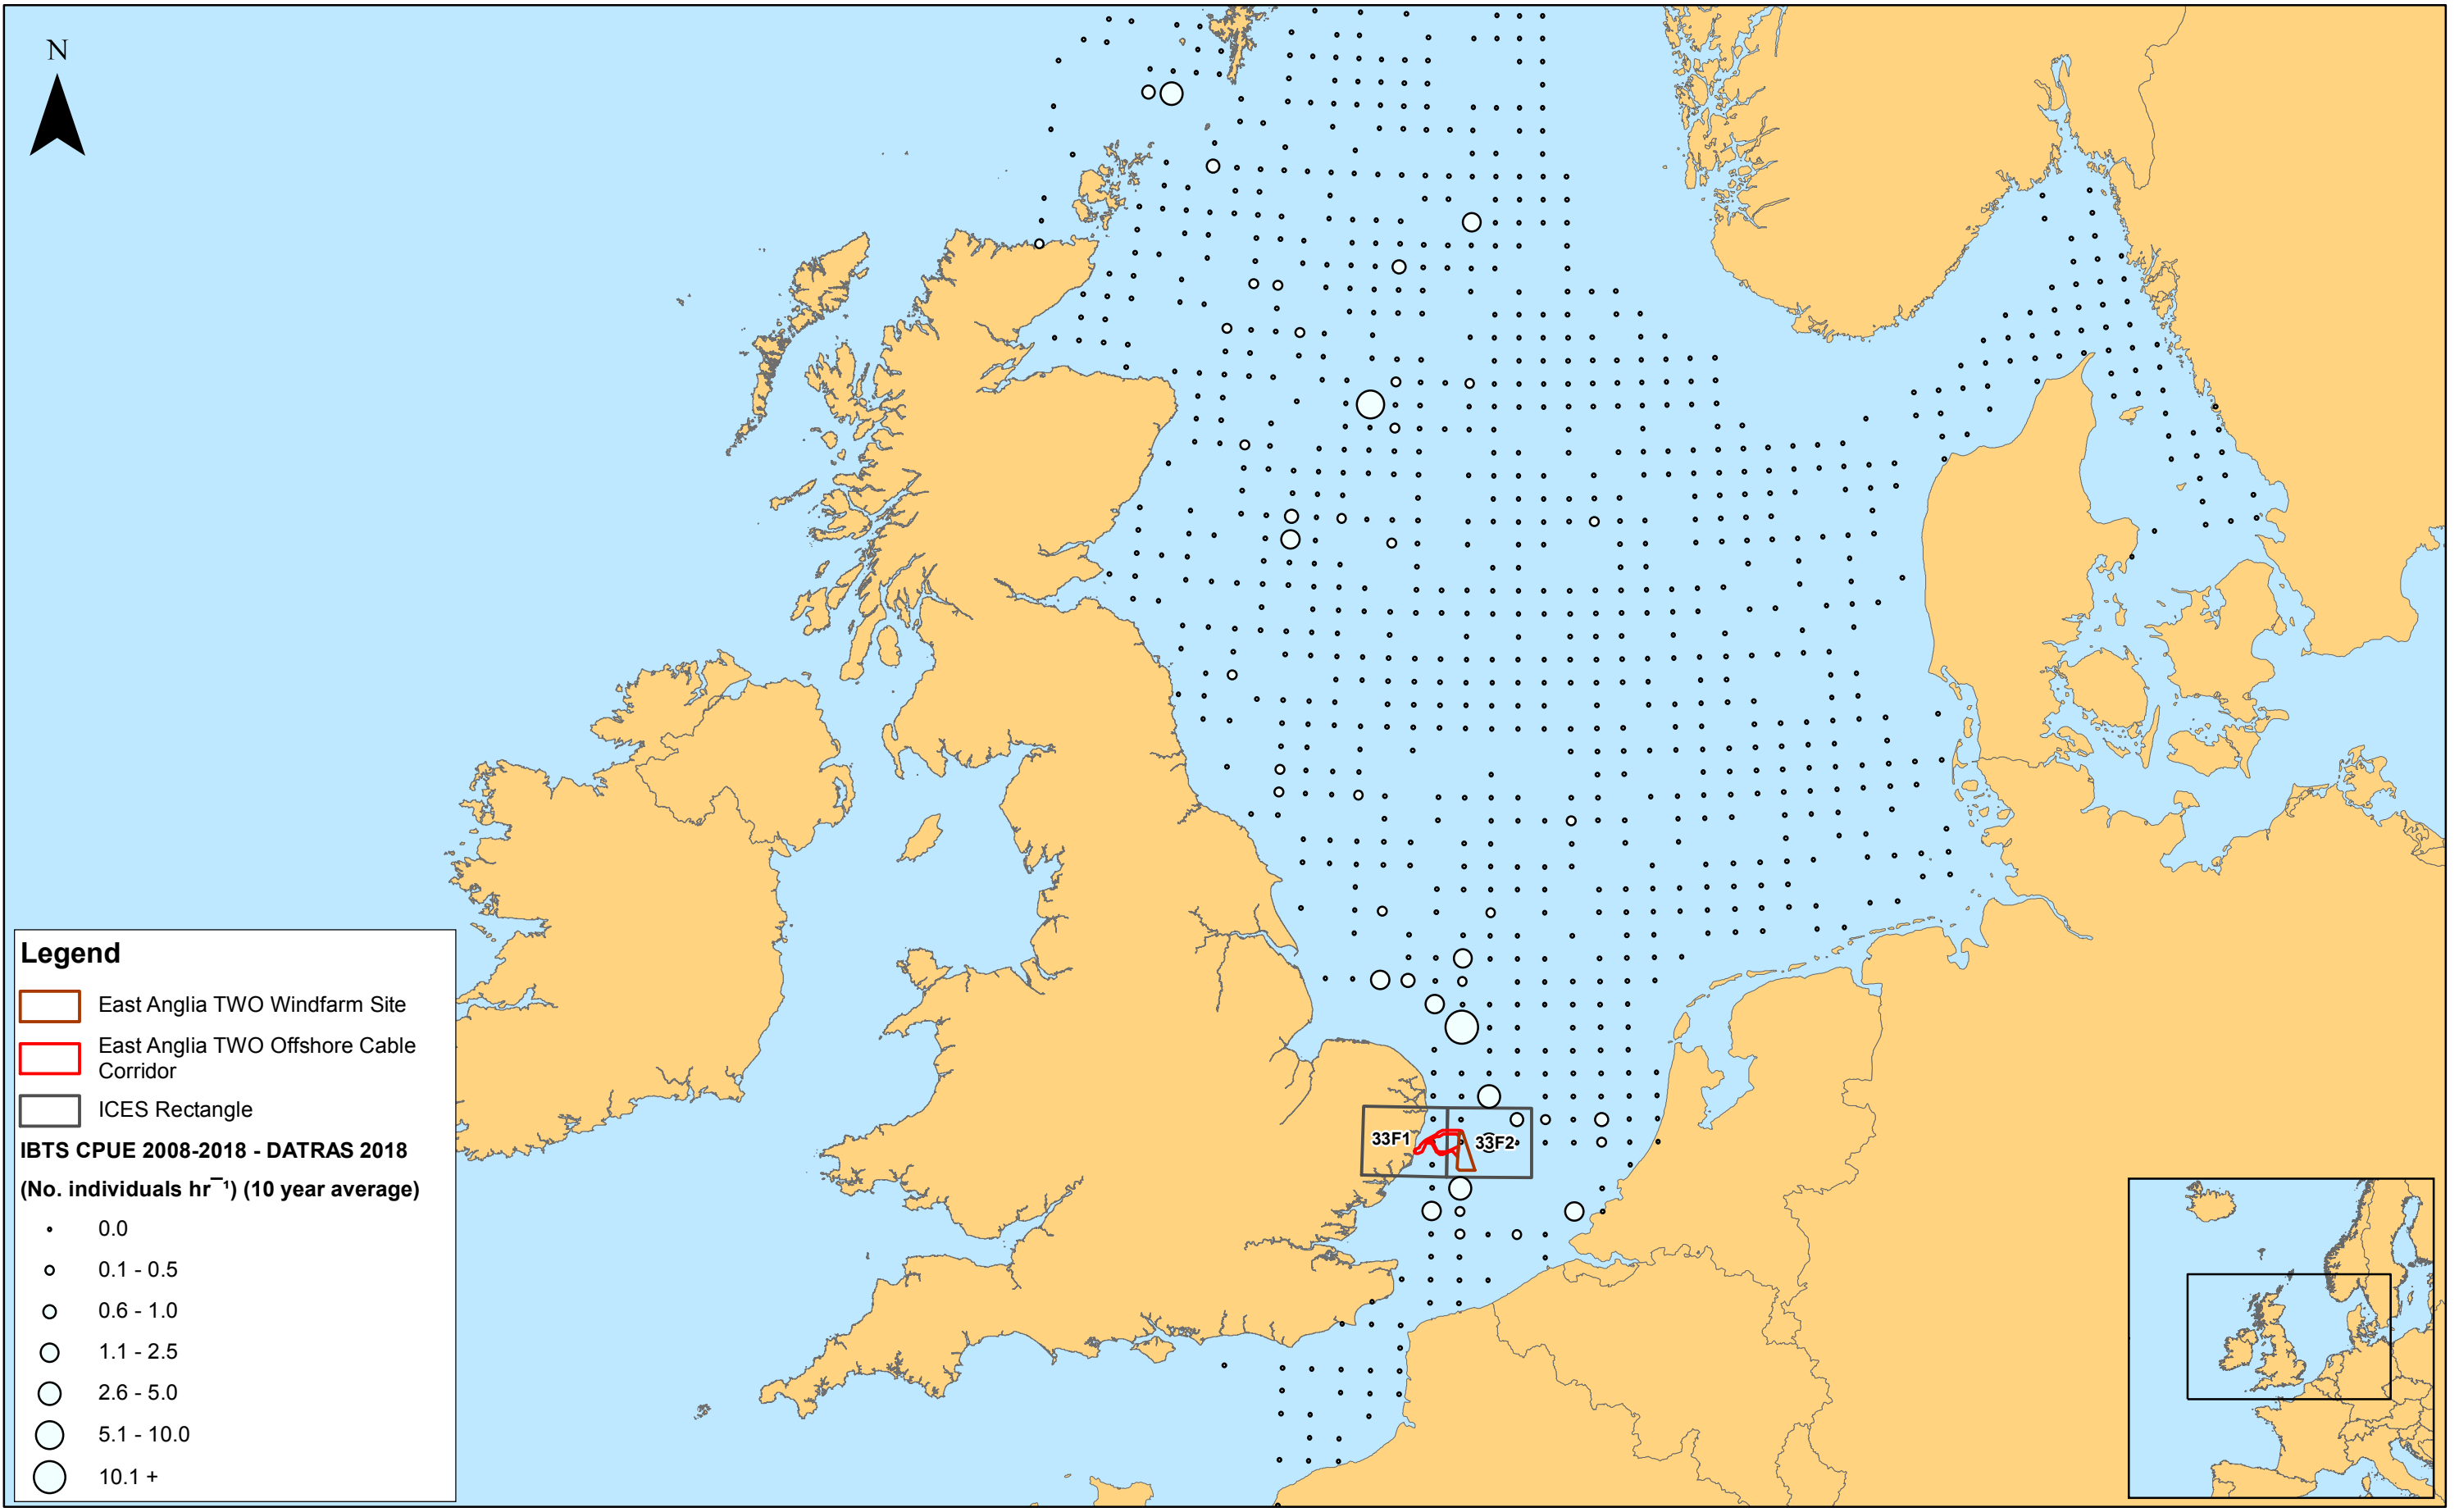 N
33F1
33F2
Legend
East Anglia TWO Windfarm Site
East Anglia TWO Offshore Cable
Corridor
ICES Rectangle
IBTS CPUE 2008-2018 - DATRAS 2018
(No. individuals hr¯¹) (10 year average)
0.0
0.1 - 0.5
0.6 - 1.0
1.1 - 2.5
2.6 - 5.0
5.1 - 10.0
10.1 +